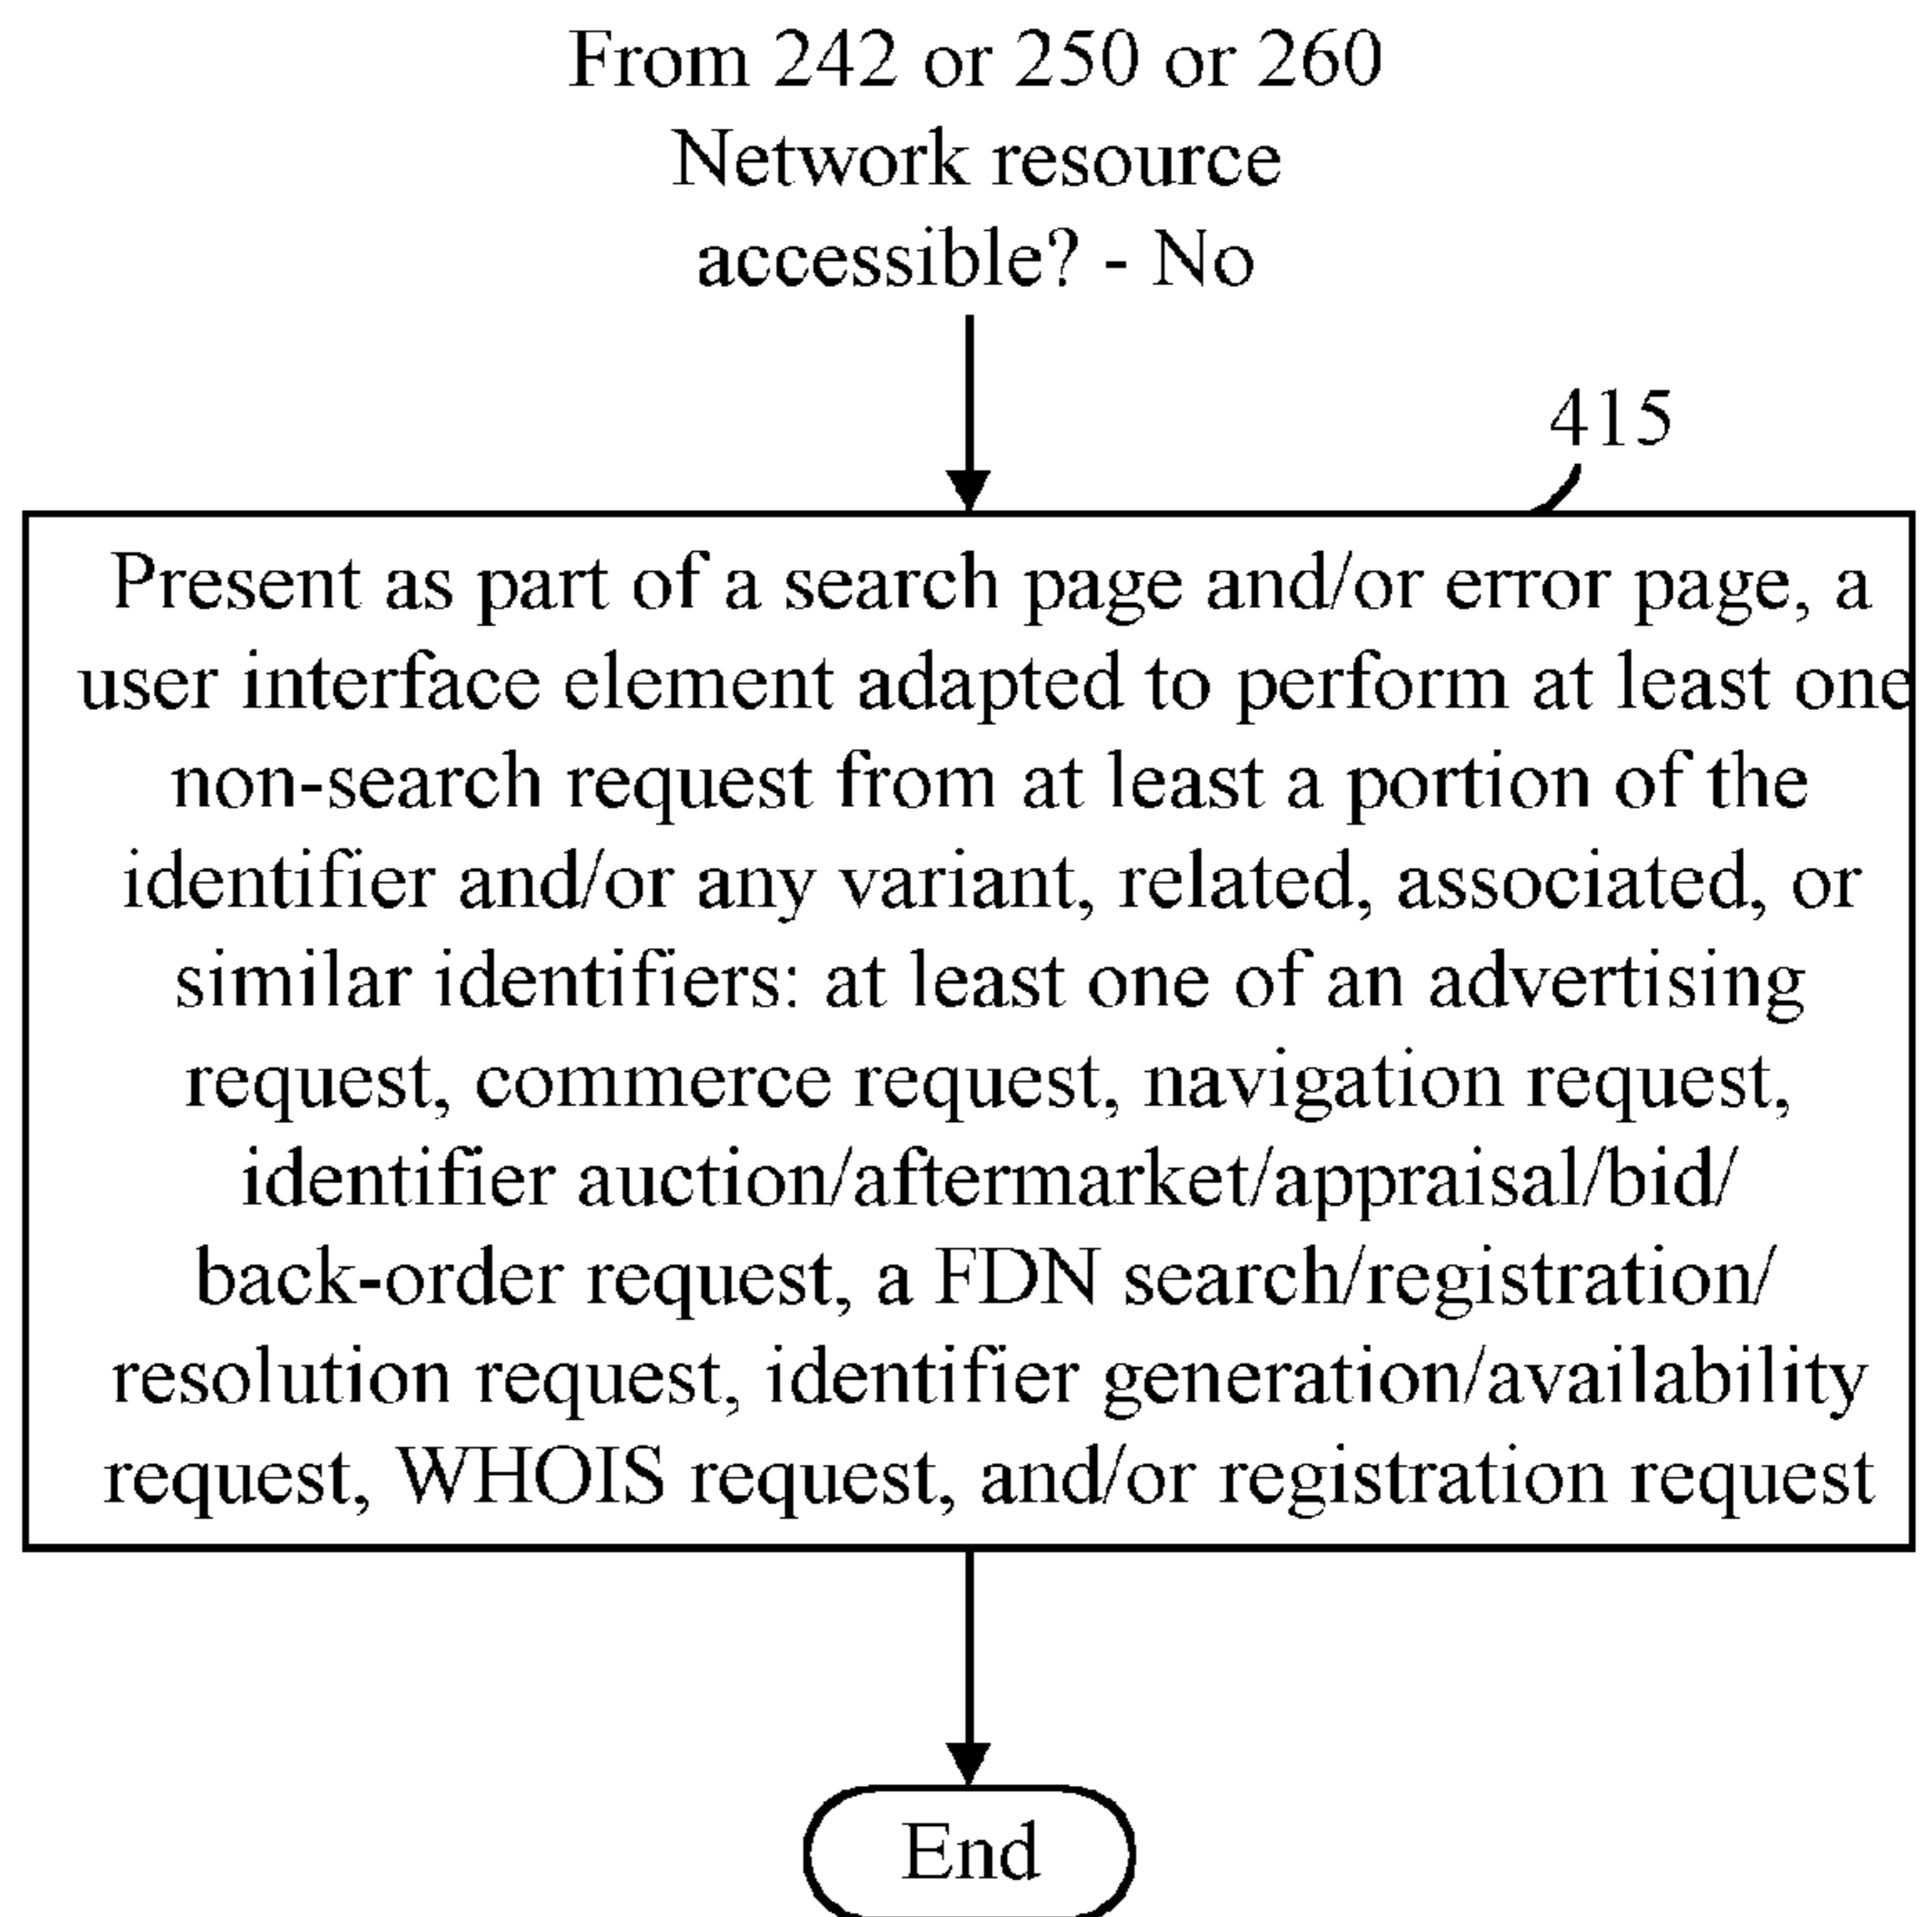 From 242 or 250 or 260
Network resource
accessible? - No
415
Present as part of a search page and/or error page, a
user interface element adapted to perform at least one
non-search request from at least a portion of the
identifier and/or any variant, related, associated, or
similar identifiers: at least one of an advertising
request, commerce request, navigation request,
identifier auction/aftermarket/appraisal/bid/
back-order request, a FDN search/registration/
resolution request, identifier generation/availability
request, WHOIS request, and/or registration request
End